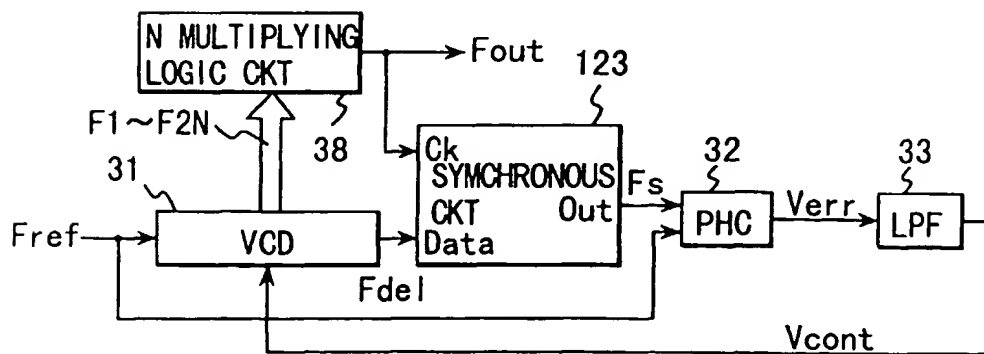 N MULTIPLYING
LOGIC CKT
Fout
123
F1~F2N
38
Ck
SYMCHRONOUS
CKT
Out
Data
Fs
32
PHC
Verr
33
LPF
31
Fref
VCD
Fdel
Vcont